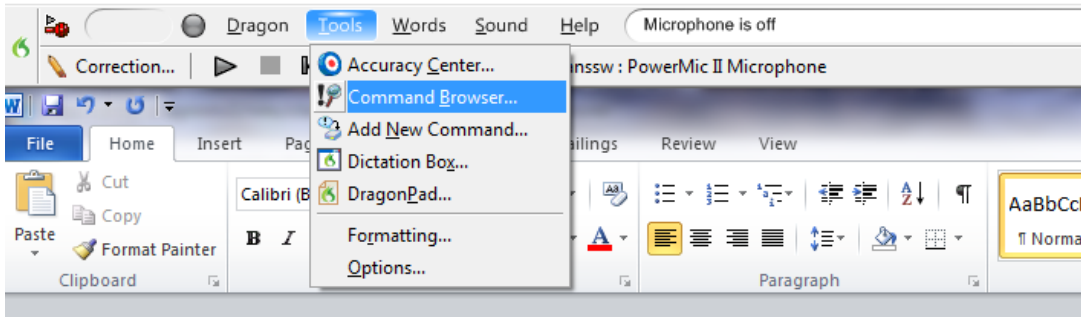 Dragon Tools Words Sound Help Microphone is off
Correction... nssw : PowerMic II Microphone
Accuracy Center...
Command Browser...
Add New Command...
Dictation Box...
DragonPad...
Formatting...
Options...
W
File Home Insert Pag ailings Review View
Cut
Copy
Format Painter
Paste
Clipboard
Calibri (B
B I
A
Paragraph
AaBbCcI
¶ Norma